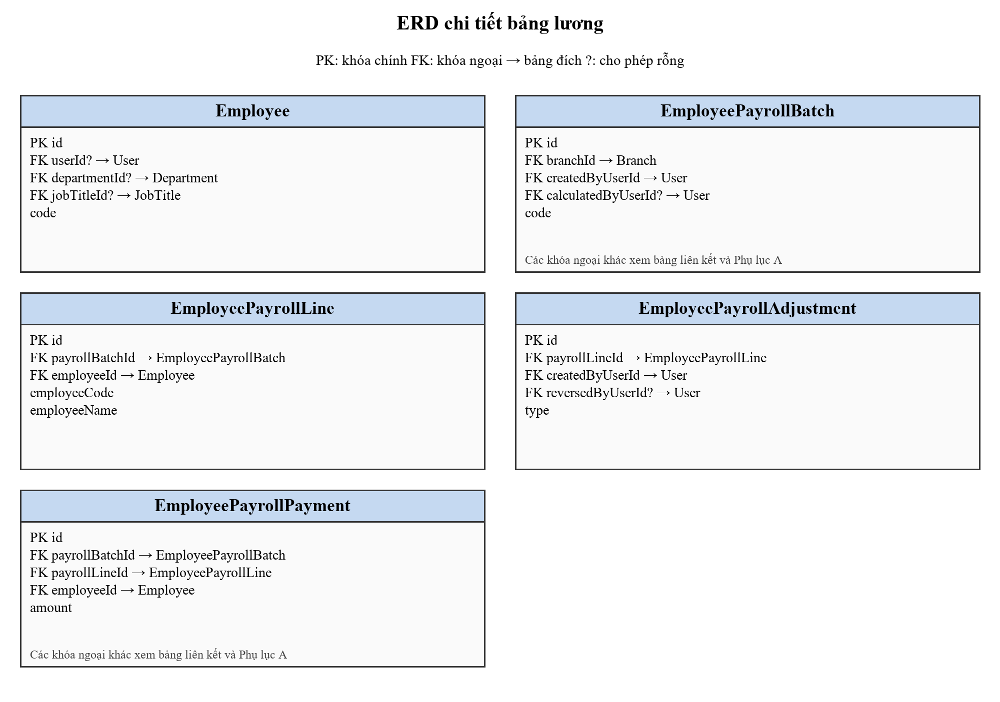 ERD chi tiết bảng lương
PK: khóa chính FK: khóa ngoại → bảng đích ?: cho phép rỗng
Employee
PK id
FK userId? → User
FK departmentId? → Department
FK jobTitleId? → JobTitle
code
EmployeePayrollBatch
PK id
FK branchId → Branch
FK createdByUserId → User
FK calculatedByUserId? → User
code
Các khóa ngoại khác xem bảng liên kết và Phụ lục A
EmployeePayrollLine
PK id
FK payrollBatchId → EmployeePayrollBatch
FK employeeId → Employee
employeeCode
employeeName
EmployeePayrollAdjustment
PK id
FK payrollLineId → EmployeePayrollLine
FK createdByUserId → User
FK reversedByUserId? → User
type
EmployeePayrollPayment
PK id
FK payrollBatchId → EmployeePayrollBatch
FK payrollLineId → EmployeePayrollLine
FK employeeId → Employee
amount
Các khóa ngoại khác xem bảng liên kết và Phụ lục A